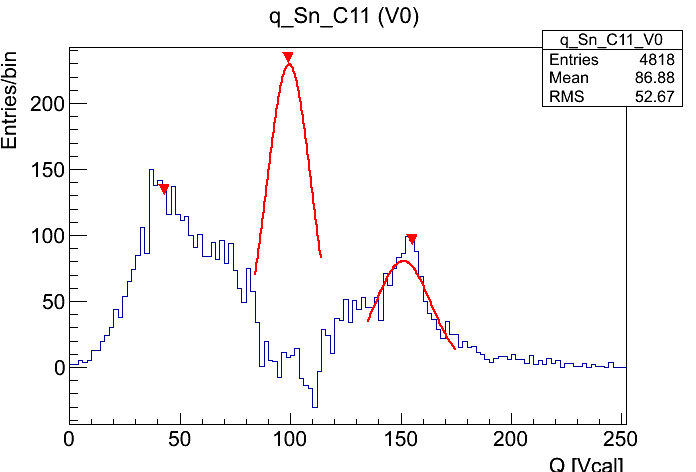 q_Sn_C11 (V0)
q_Sn_C11_V0
Entries 4818
Mean 86.88
RMS 52.67
Entries/bin
200
150
100
50
0
0 50 100 150 200 250
Q [Vcal]